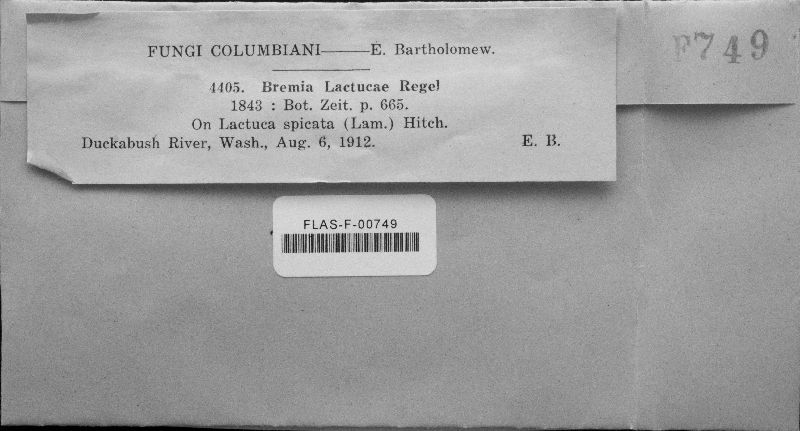 FUNGI COLUMBIANI——E. Bartholomew.
4405. Bremia Lactucae Regel
1843 : Bot. Zeit. p. 665.
On Lactuca spicata (Lam.) Hitch.
Duckabush River, Wash., Aug. 6, 1912. E. B.
F749
FLAS-F-00749